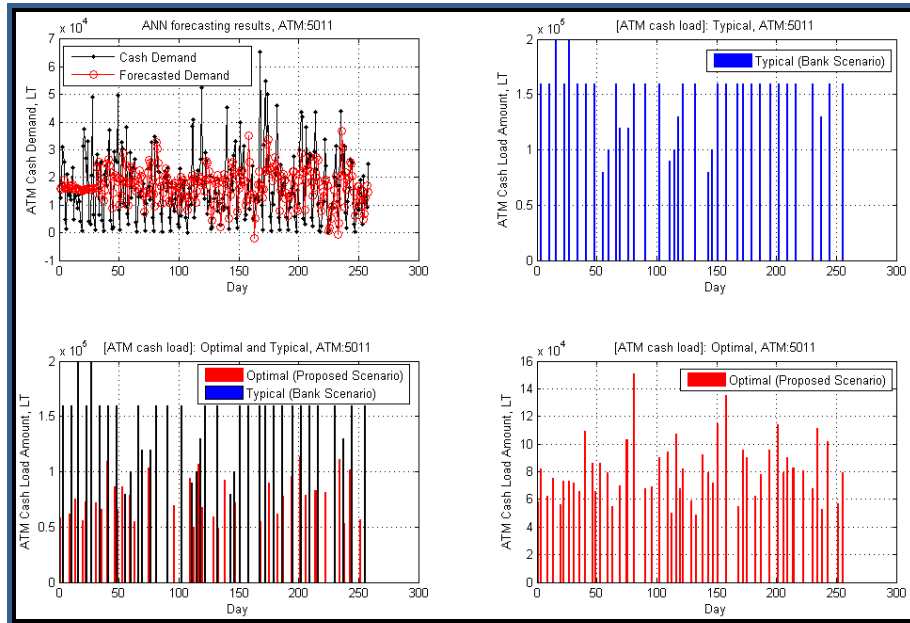 ANN forecasting results, ATM:5011
x 10^4
7
6
5
4
3
2
1
0
-1
ATM Cash Demand, LT
Cash Demand
Forecasted Demand
0 50 100 150 200 250 300
Day
[ATM cash load]: Typical, ATM:5011
x 10^5
2
1.5
1
0.5
0
ATM Cash Load Amount, LT
Typical (Bank Scenario)
0 50 100 150 200 250 300
Day
[ATM cash load]: Optimal and Typical, ATM:5011
x 10^5
2
1.5
1
0.5
0
ATM Cash Load Amount, LT
Optimal (Proposed Scenario)
Typical (Bank Scenario)
0 50 100 150 200 250 300
Day
[ATM cash load]: Optimal, ATM:5011
x 10^4
16
14
12
10
8
6
4
2
0
ATM Cash Load Amount, LT
Optimal (Proposed Scenario)
0 50 100 150 200 250 300
Day